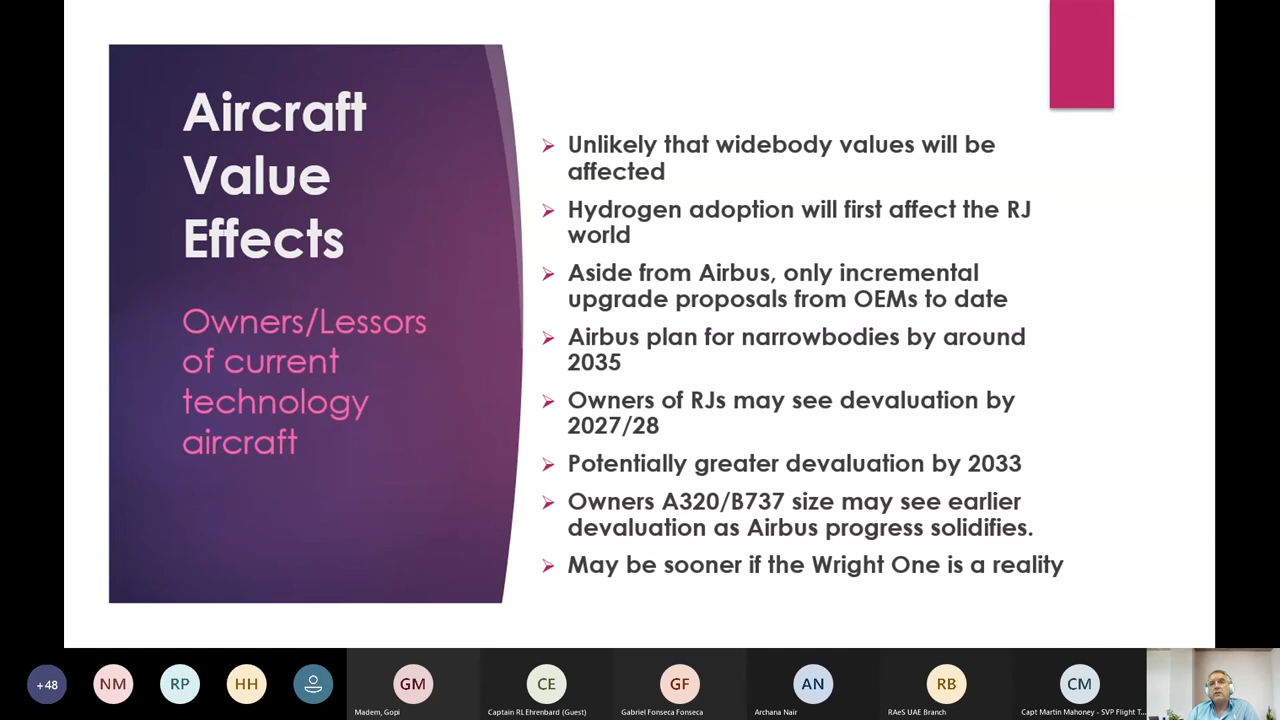 Aircraft
Value
Effects
Owners/Lessors
of current
technology
aircraft
Unlikely that widebody values will be
affected
Hydrogen adoption will first affect the RJ
world
Aside from Airbus, only incremental
upgrade proposals from OEMs to date
Airbus plan for narrowbodies by around
2035
Owners of RJs may see devaluation by
2027/28
Potentially greater devaluation by 2033
Owners A320/B737 size may see earlier
devaluation as Airbus progress solidifies.
May be sooner if the Wright One is a reality
+48
NM
RP
HH
GM
CE
GF
AN
RB
CM
Madem, Gopi
Captain RL Ehrenbard (Guest)
Gabriel Fonseca Fonseca
Archana Nair
RAeS UAE Branch
Capt Martin Mahoney - SVP Flight T...